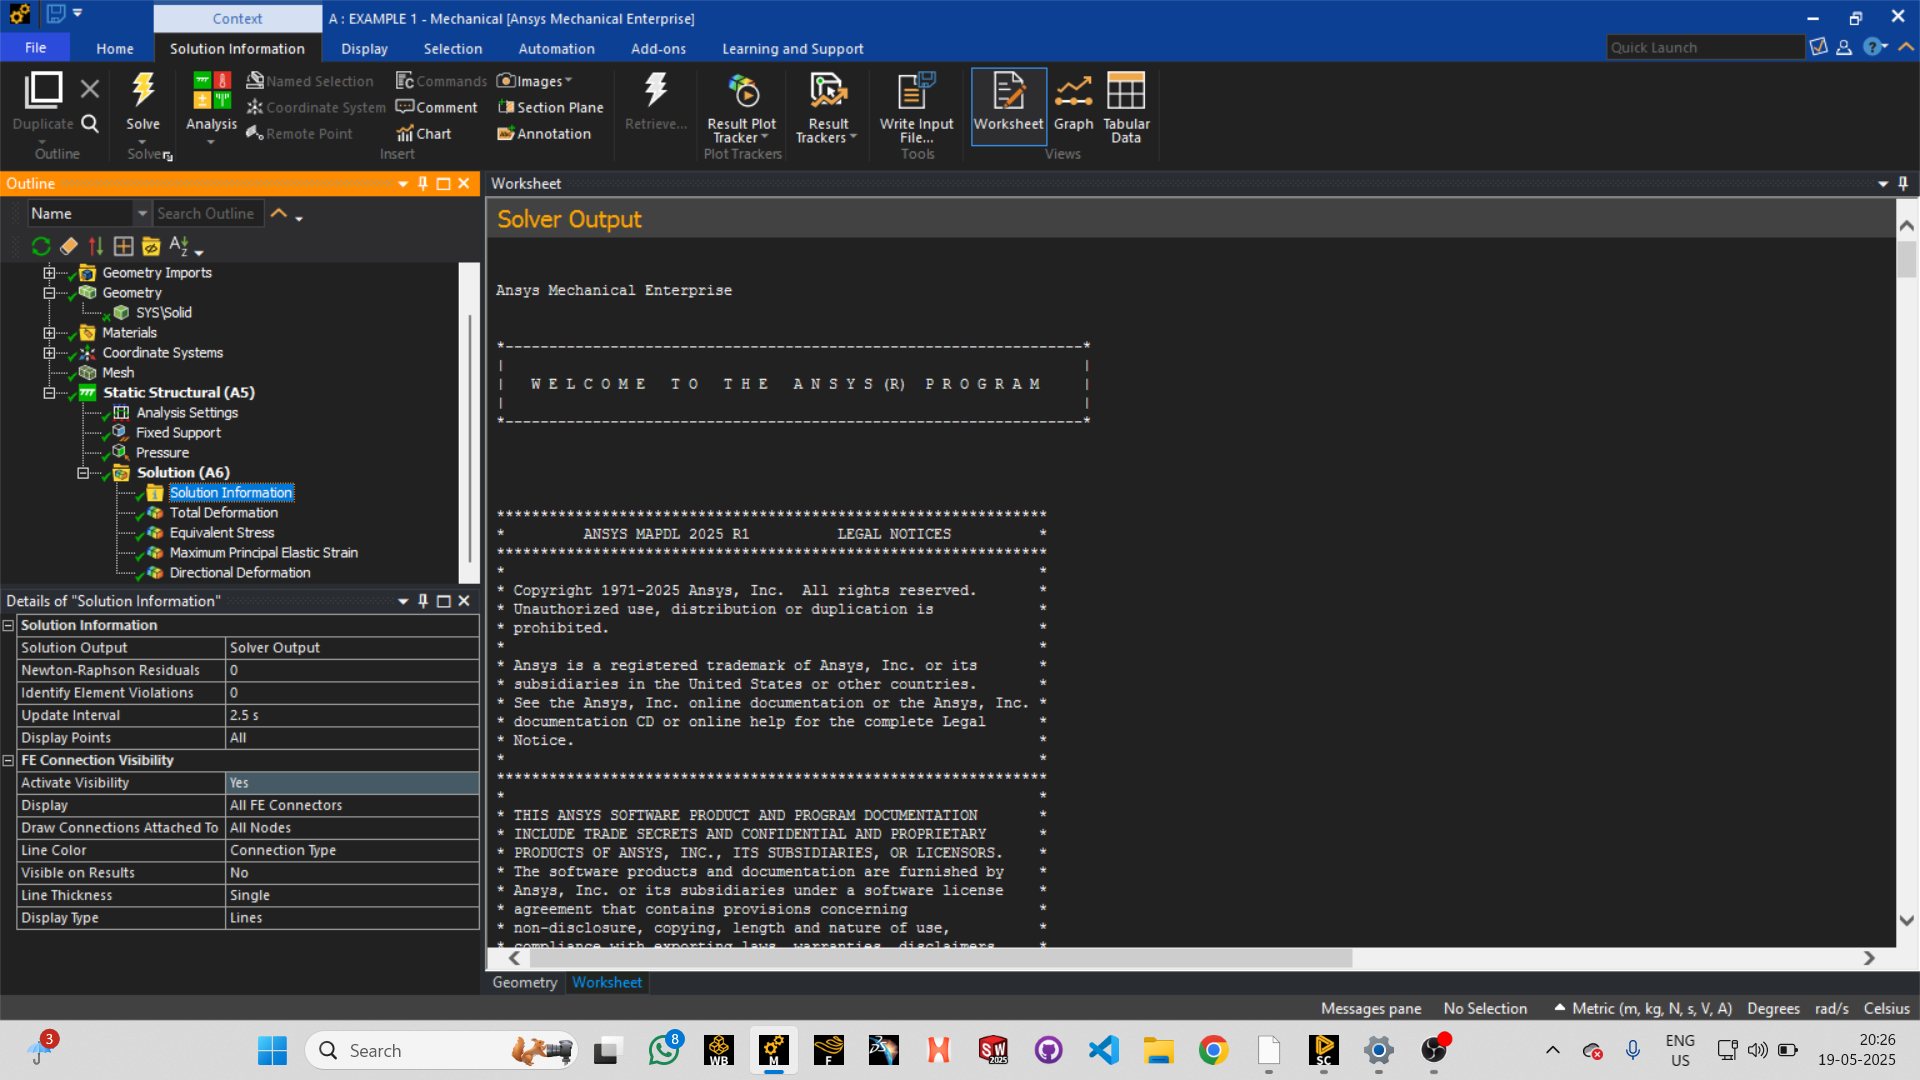 Context
A : EXAMPLE 1 - Mechanical [Ansys Mechanical Enterprise]
File
Home
Solution Information
Display
Selection
Automation
Add-ons
Learning and Support
Quick Launch
Duplicate
Outline
Solve
Solver
Analysis
Named Selection
Coordinate System
Remote Point
Commands
Comment
Chart
Images
Section Plane
Annotation
Insert
Retrieve...
Result Plot
Tracker
Plot Trackers
Result
Trackers
Write Input
File...
Tools
Worksheet
Graph
Tabular
Data
Views
Outline
Name
Search Outline
Geometry Imports
Geometry
SYS\Solid
Materials
Coordinate Systems
Mesh
Static Structural (A5)
Analysis Settings
Fixed Support
Pressure
Solution (A6)
Solution Information
Total Deformation
Equivalent Stress
Maximum Principal Elastic Strain
Directional Deformation
Details of "Solution Information"
Solution Information
Solution Output Solver Output
Newton-Raphson Residuals 0
Identify Element Violations 0
Update Interval 2.5 s
Display Points All
FE Connection Visibility
Activate Visibility Yes
Display All FE Connectors
Draw Connections Attached To All Nodes
Line Color Connection Type
Visible on Results No
Line Thickness Single
Display Type Lines
Worksheet
Solver Output
Ansys Mechanical Enterprise
*------------------------------------------------------------------*
| |
| W E L C O M E T O T H E A N S Y S (R) P R O G R A M |
| |
*------------------------------------------------------------------*
***************************************************************
* ANSYS MAPDL 2025 R1 LEGAL NOTICES *
***************************************************************
* *
* Copyright 1971-2025 Ansys, Inc. All rights reserved. *
* Unauthorized use, distribution or duplication is *
* prohibited. *
* *
* Ansys is a registered trademark of Ansys, Inc. or its *
* subsidiaries in the United States or other countries. *
* See the Ansys, Inc. online documentation or the Ansys, Inc. *
* documentation CD or online help for the complete Legal *
* Notice. *
* *
***************************************************************
* *
* THIS ANSYS SOFTWARE PRODUCT AND PROGRAM DOCUMENTATION *
* INCLUDE TRADE SECRETS AND CONFIDENTIAL AND PROPRIETARY *
* PRODUCTS OF ANSYS, INC., ITS SUBSIDIARIES, OR LICENSORS. *
* The software products and documentation are furnished by *
* Ansys, Inc. or its subsidiaries under a software license *
* agreement that contains provisions concerning *
* non-disclosure, copying, length and nature of use, *
* compliance with exporting laws, warranties, disclaimers, *
Geometry
Worksheet
Messages pane
No Selection
Metric (m, kg, N, s, V, A)
Degrees
rad/s
Celsius
3
Search
8
WB
M
F
SW
2025
SC
ENG
US
20:26
19-05-2025